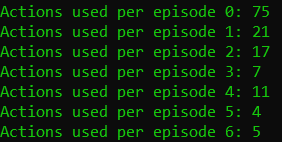 Actions used per episode 0: 75
Actions used per episode 1: 21
Actions used per episode 2: 17
Actions used per episode 3: 7
Actions used per episode 4: 11
Actions used per episode 5: 4
Actions used per episode 6: 5